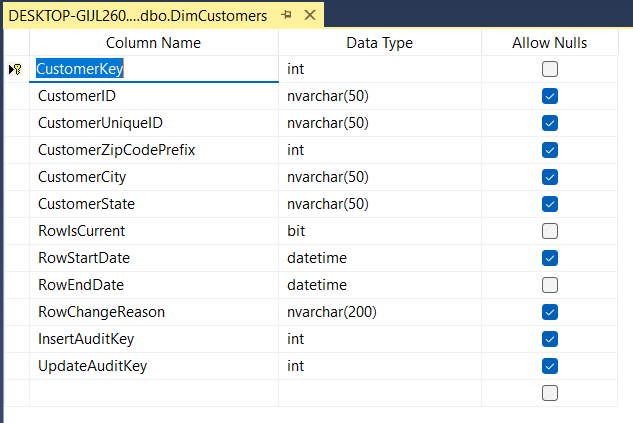 DESKTOP-GIJL260....dbo.DimCustomers
Column Name Data Type Allow Nulls
CustomerKey int
CustomerID nvarchar(50)
CustomerUniqueID nvarchar(50)
CustomerZipCodePrefix int
CustomerCity nvarchar(50)
CustomerState nvarchar(50)
RowIsCurrent bit
RowStartDate datetime
RowEndDate datetime
RowChangeReason nvarchar(200)
InsertAuditKey int
UpdateAuditKey int